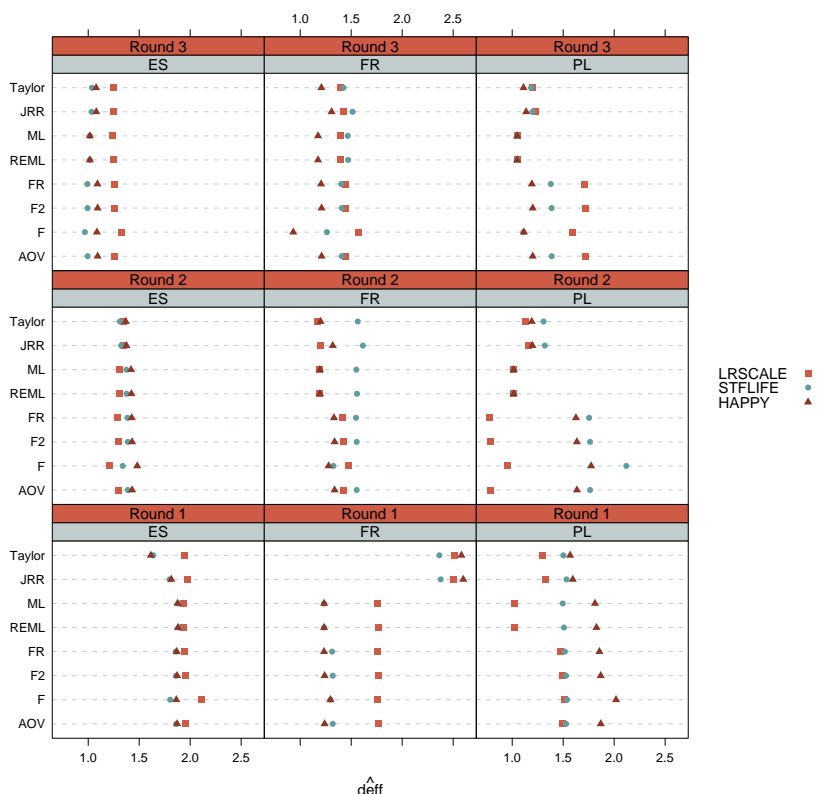 1.0 1.5 2.0 2.5
Round 3 Round 3 Round 3
ES FR PL
Taylor
JRR
ML
REML
FR
F2
F
AOV
Round 2 Round 2 Round 2
ES FR PL
Taylor
JRR
ML
REML
FR
F2
F
AOV
LRSCALE
STFLIFE
HAPPY
Round 1 Round 1 Round 1
ES FR PL
Taylor
JRR
ML
REML
FR
F2
F
AOV
1.0 1.5 2.0 2.5 1.0 1.5 2.0 2.5
^
deff